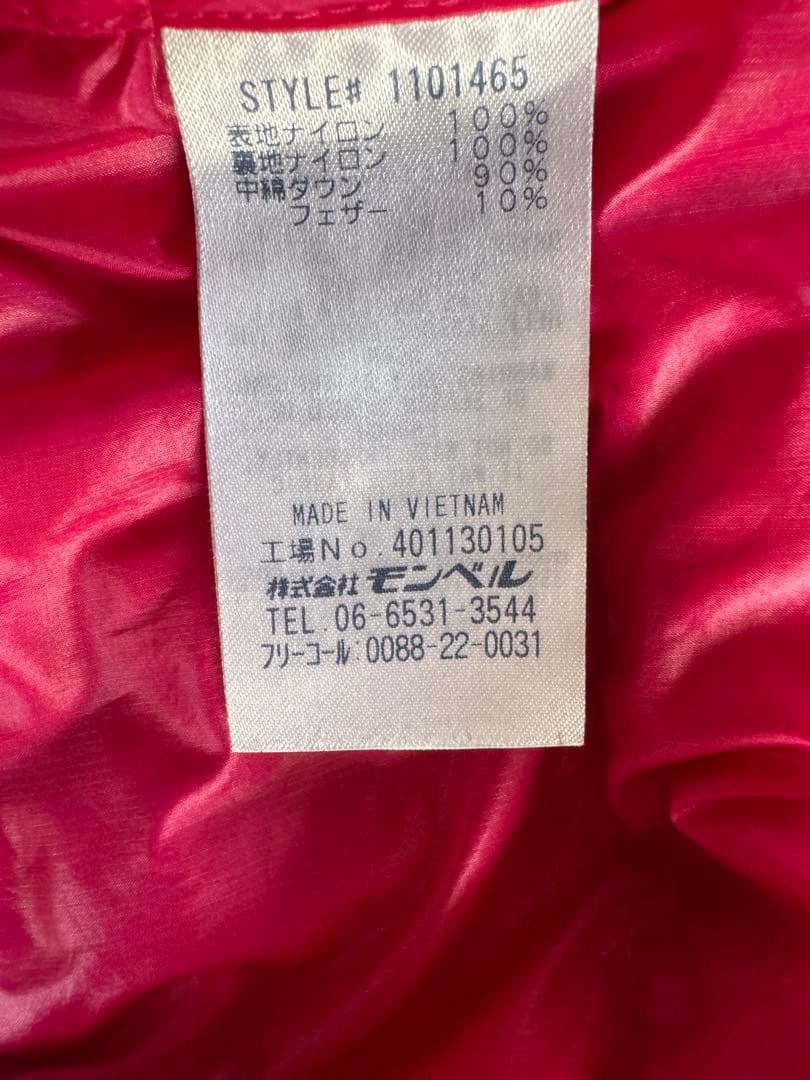 STYLE# 1101465
表地ナイロン 100%
裏地ナイロン 100%
中綿ダウン 90%
フェザー 10%
MADE IN VIETNAM
工場No.401130105
株式会社モンベル
TEL.06-6531-3544
フリーコール:0088-22-0031